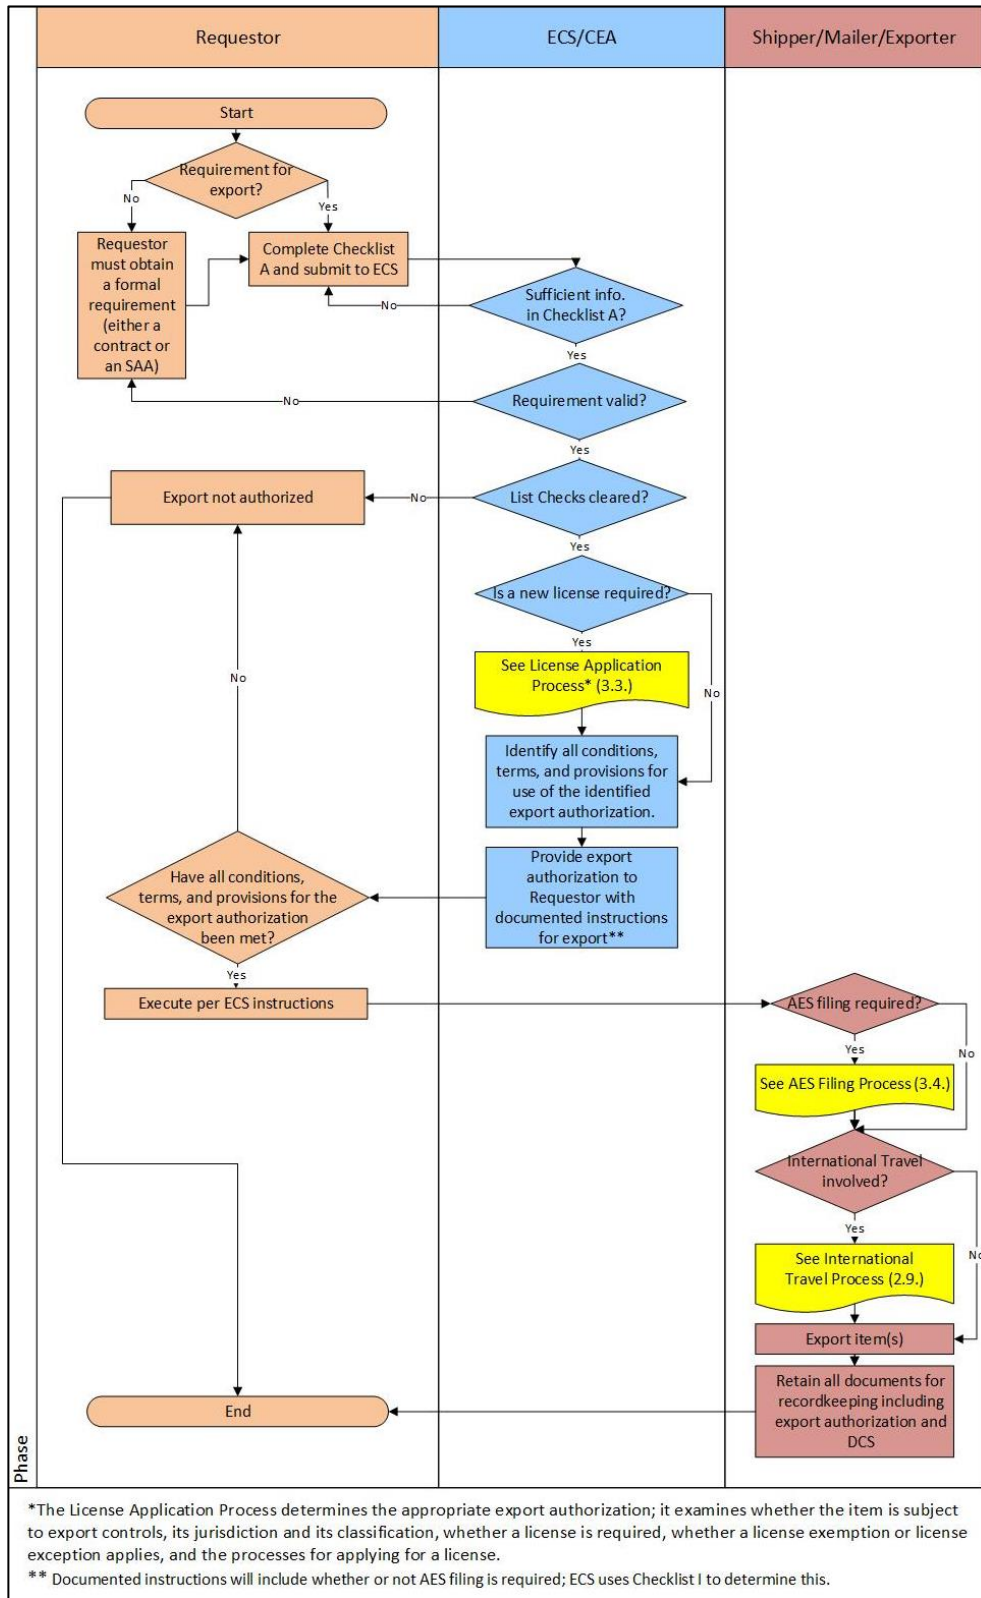 Requestor
ECS/CEA
Shipper/Mailer/Exporter
Start
Requirement for
export?
No
Yes
Requestor
must obtain
a formal
requirement
(either a
contract or
an SAA)
Complete Checklist
A and submit to ECS
No
Sufficient info.
in Checklist A?
Yes
No
Requirement valid?
Yes
Export not authorized
No
List Checks cleared?
Yes
Is a new license required?
Yes
No
See License Application
Process* (3.3.)
Identify all conditions,
terms, and provisions for
use of the identified
export authorization.
No
Provide export
authorization to
Requestor with
documented instructions
for export**
Have all conditions,
terms, and provisions for the
export authorization
been met?
Yes
Execute per ECS instructions
AES filing required?
Yes
No
See AES Filing Process (3.4.)
International Travel
involved?
Yes
No
See International
Travel Process (2.9.)
Export item(s)
Retain all documents for
recordkeeping including
export authorization and
DCS
End
Phase
*The License Application Process determines the appropriate export authorization; it examines whether the item is subject
to export controls, its jurisdiction and its classification, whether a license is required, whether a license exemption or license
exception applies, and the processes for applying for a license.
** Documented instructions will include whether or not AES filing is required; ECS uses Checklist I to determine this.